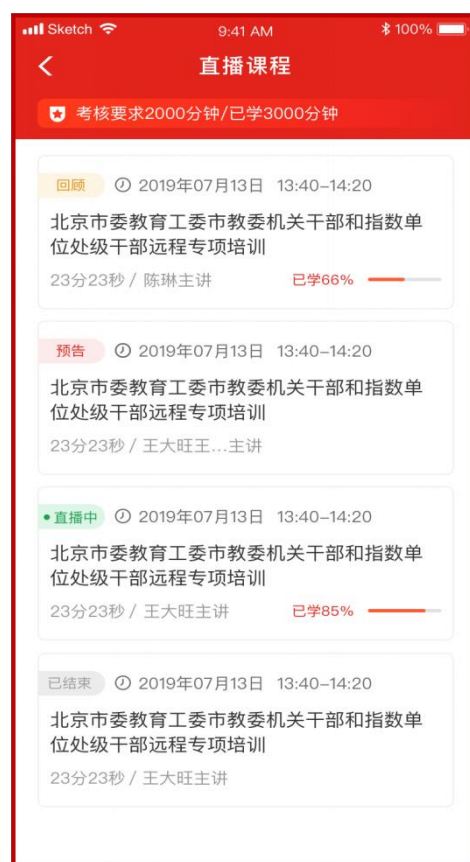 Sketch 9:41 AM 100%
直播课程
考核要求2000分钟/已学3000分钟
回顾 2019年07月13日 13:40-14:20
北京市委教育工委市教委机关干部和指数单
位处级干部远程专项培训
23分23秒 / 陈琳主讲 已学66%
预告 2019年07月13日 13:40-14:20
北京市委教育工委市教委机关干部和指数单
位处级干部远程专项培训
23分23秒 / 王大旺王...主讲
直播中 2019年07月13日 13:40-14:20
北京市委教育工委市教委机关干部和指数单
位处级干部远程专项培训
23分23秒 / 王大旺主讲 已学85%
已结束 2019年07月13日 13:40-14:20
北京市委教育工委市教委机关干部和指数单
位处级干部远程专项培训
23分23秒 / 王大旺主讲